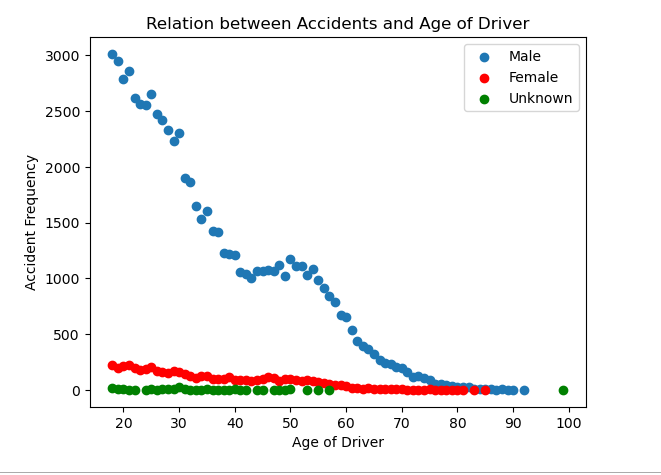 Relation between Accidents and Age of Driver
Male
Female
Unknown
3000
2500
2000
1500
1000
500
0
Accident Frequency
20 30 40 50 60 70 80 90 100
Age of Driver